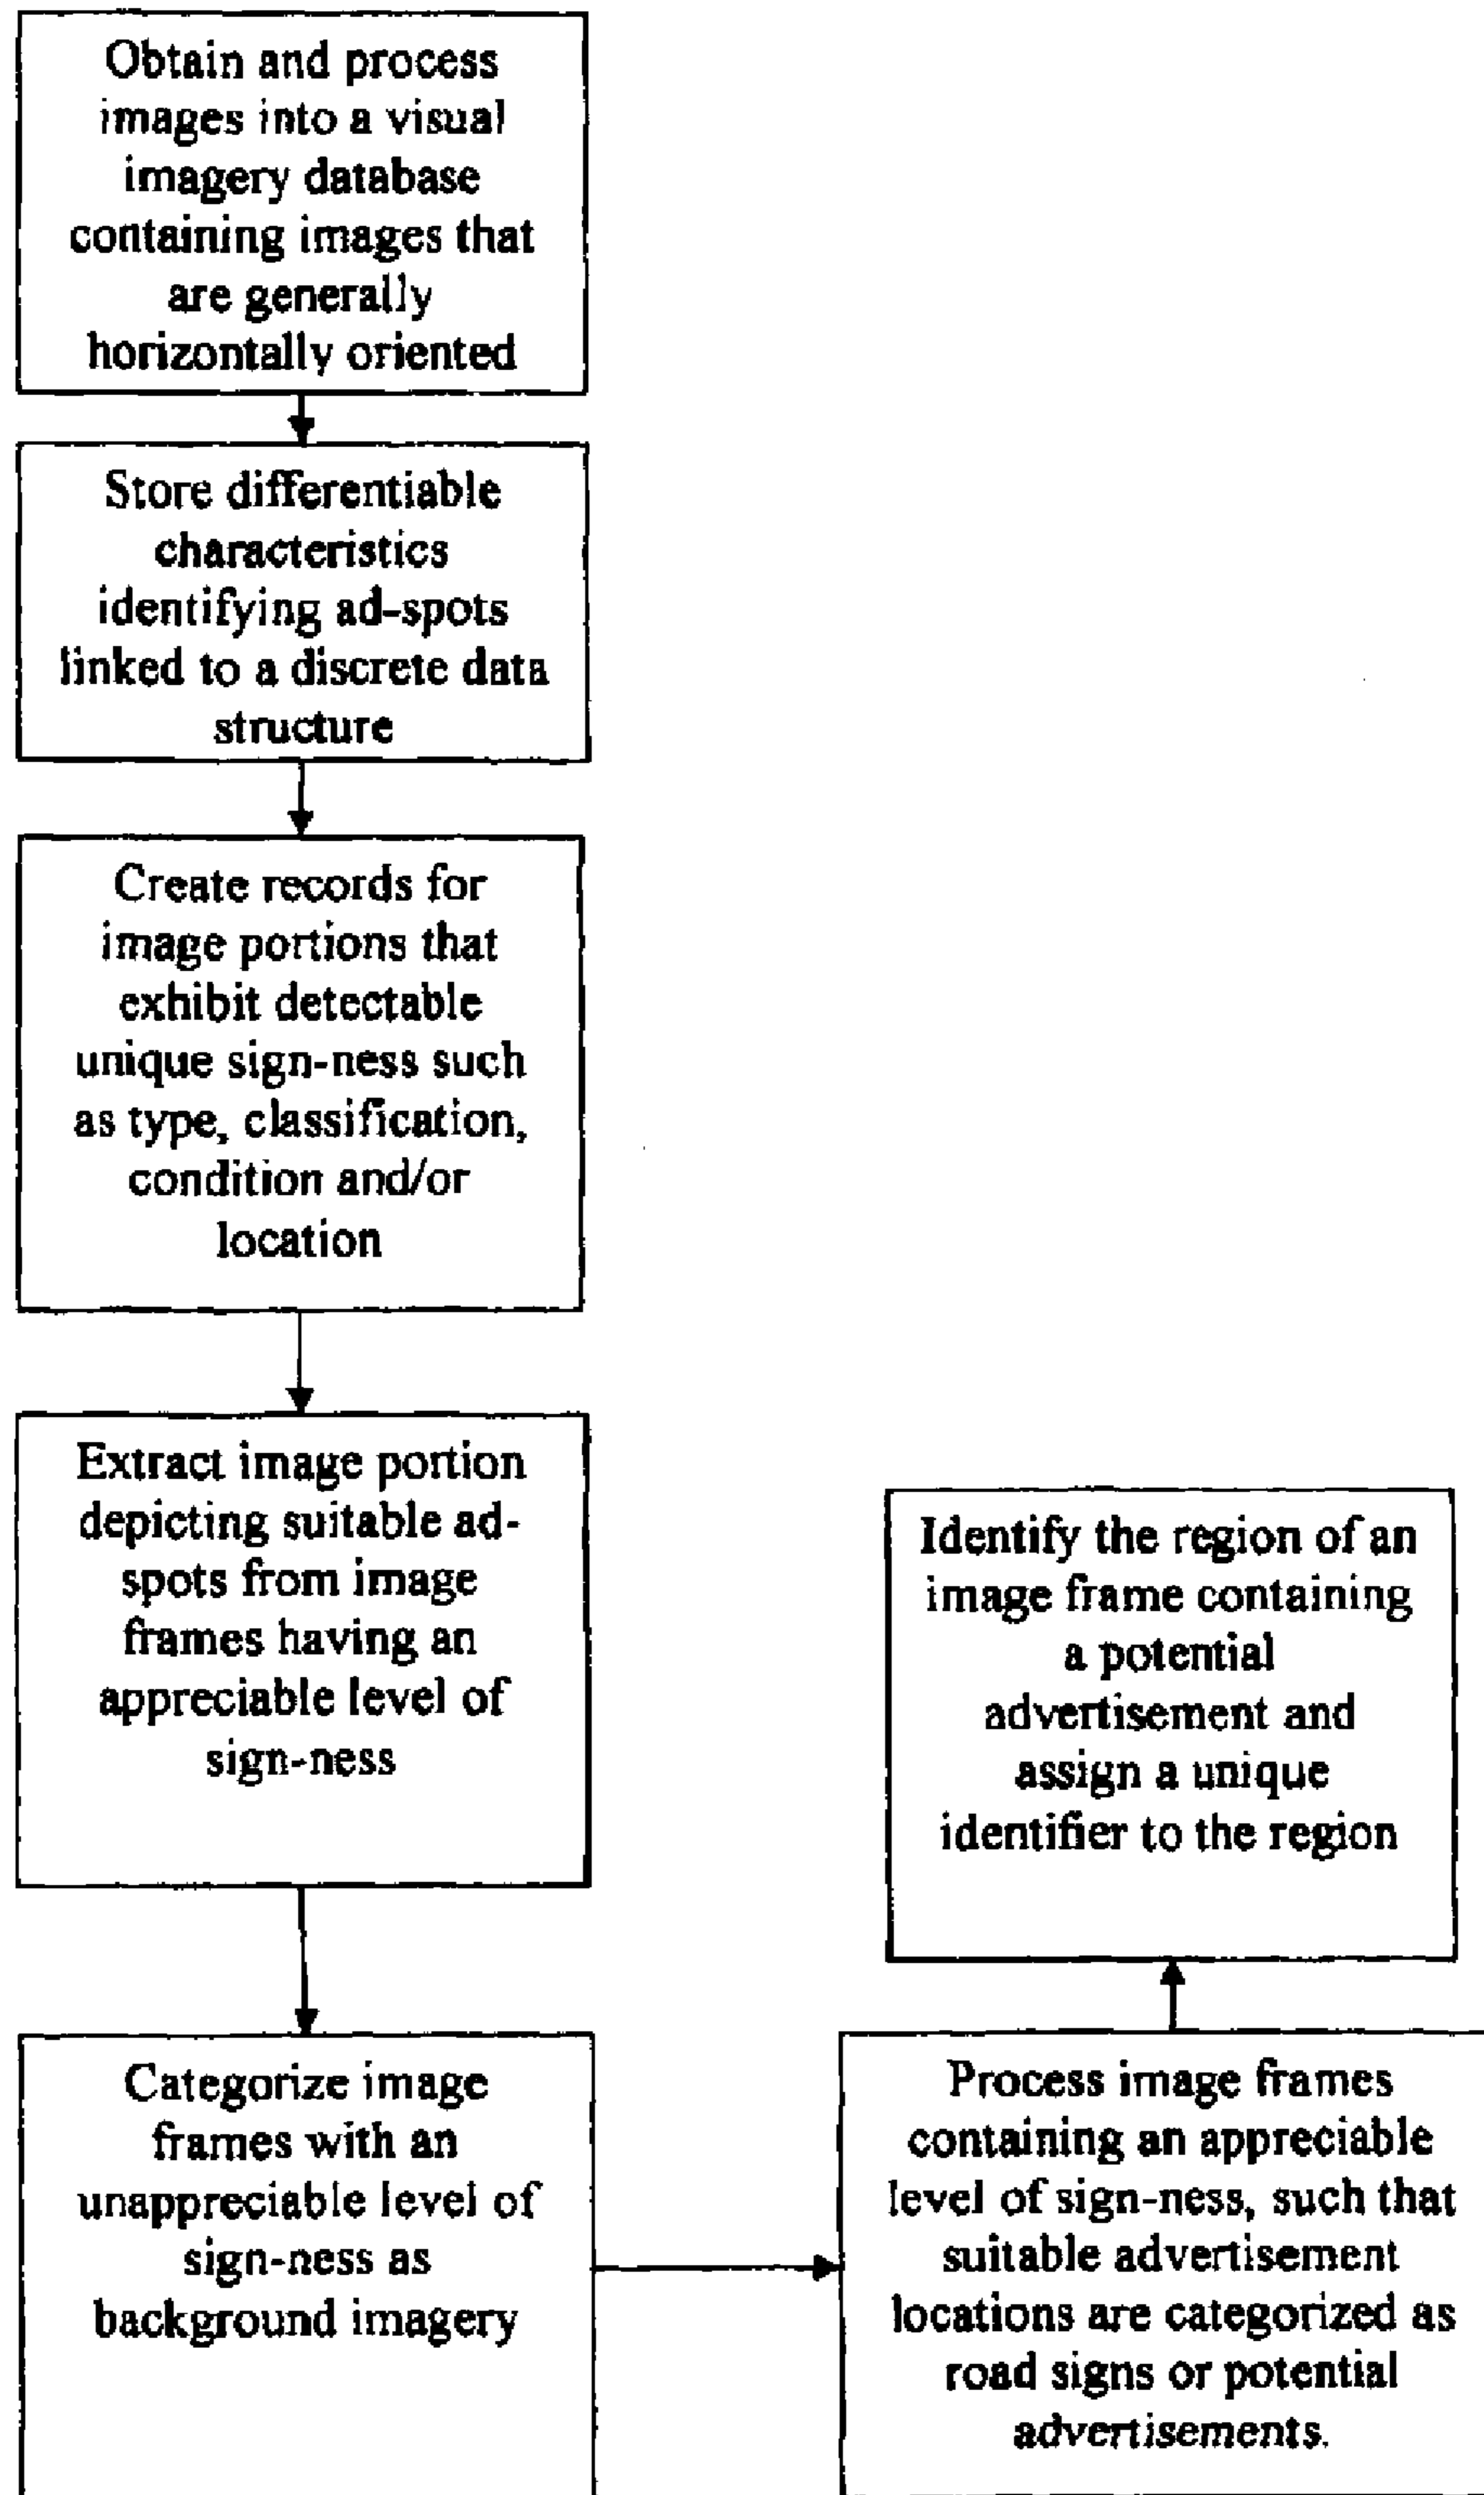 Obtain and process
images into a visual
imagery database
containing images that
are generally
horizontally oriented
Store differentiable
characteristics
identifying ad-spots
linked to a discrete data
structure
Create records for
image portions that
exhibit detectable
unique sign-ness such
as type, classification,
condition and/or
location
Extract image portion
depicting suitable ad-
spots from image
frames having an
appreciable level of
sign-ness
Categorize image
frames with an
unappreciable level of
sign-ness as
background imagery
Process image frames
containing an appreciable
level of sign-ness, such that
suitable advertisement
locations are categorized as
road signs or potential
advertisements.
Identify the region of an
image frame containing
a potential
advertisement and
assign a unique
identifier to the region